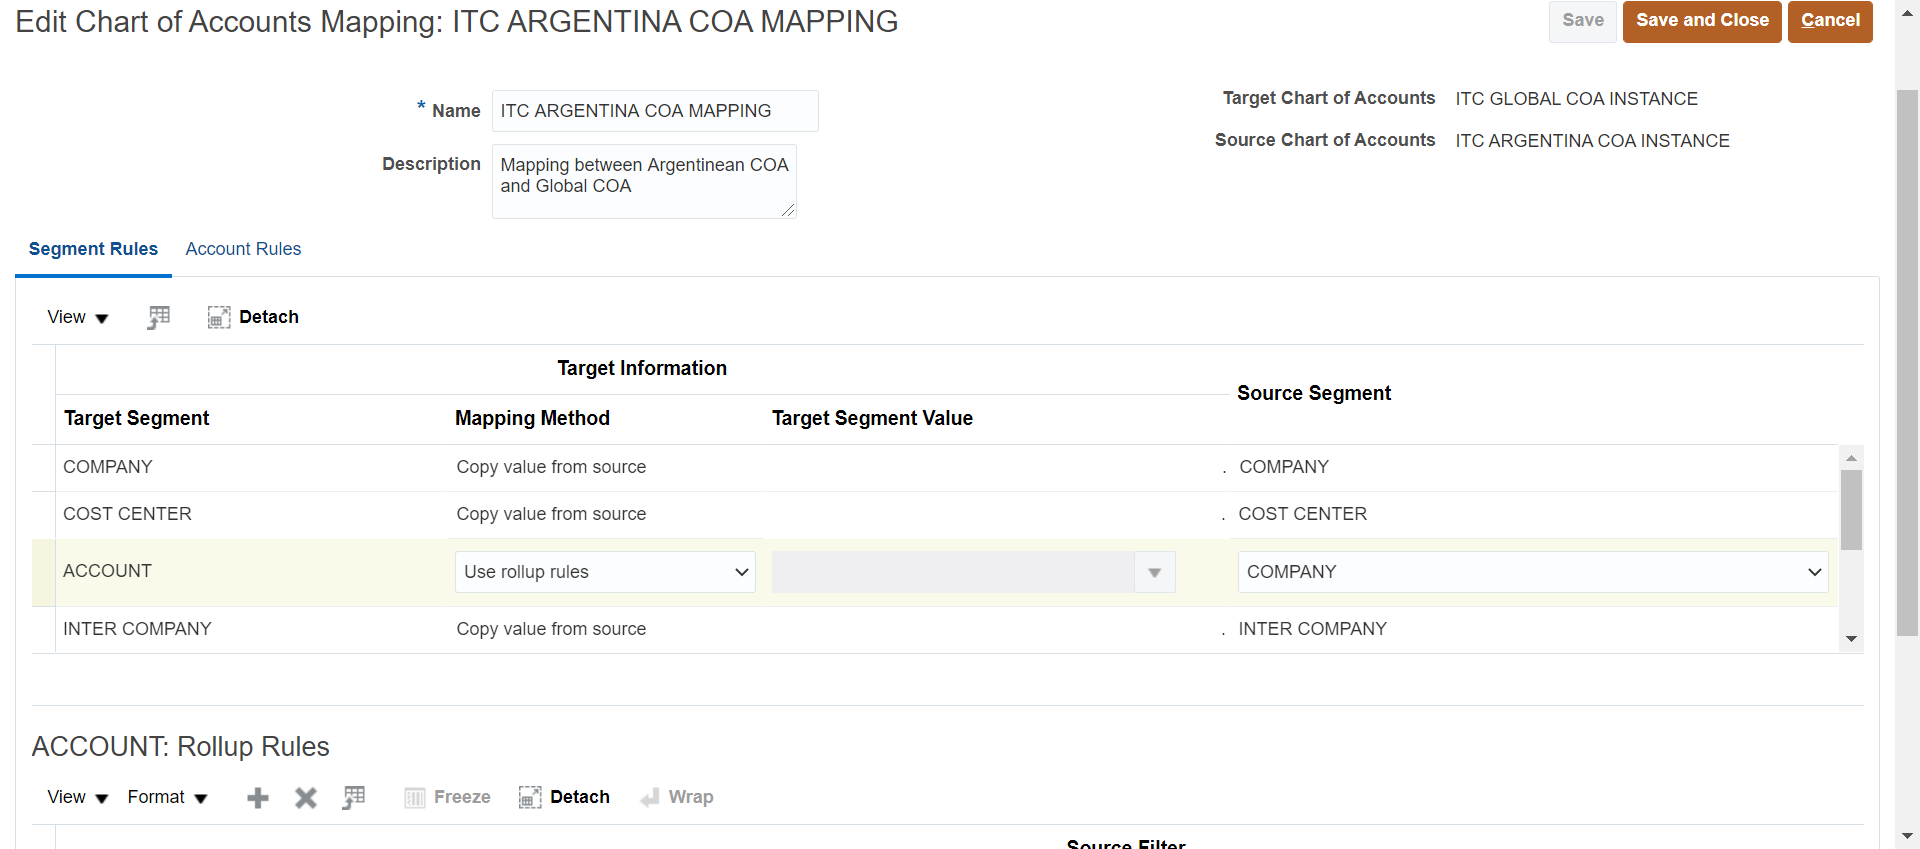 Edit Chart of Accounts Mapping: ITC ARGENTINA COA MAPPING
Save
Save and Close
Cancel
* Name ITC ARGENTINA COA MAPPING
Description Mapping between Argentinean COA
and Global COA
Target Chart of Accounts ITC GLOBAL COA INSTANCE
Source Chart of Accounts ITC ARGENTINA COA INSTANCE
Segment Rules Account Rules
View Detach
Target Information
Source Segment
Target Segment Mapping Method Target Segment Value
COMPANY Copy value from source . COMPANY
COST CENTER Copy value from source . COST CENTER
ACCOUNT Use rollup rules COMPANY
INTER COMPANY Copy value from source . INTER COMPANY
ACCOUNT: Rollup Rules
View Format Freeze Detach Wrap
Source Filter